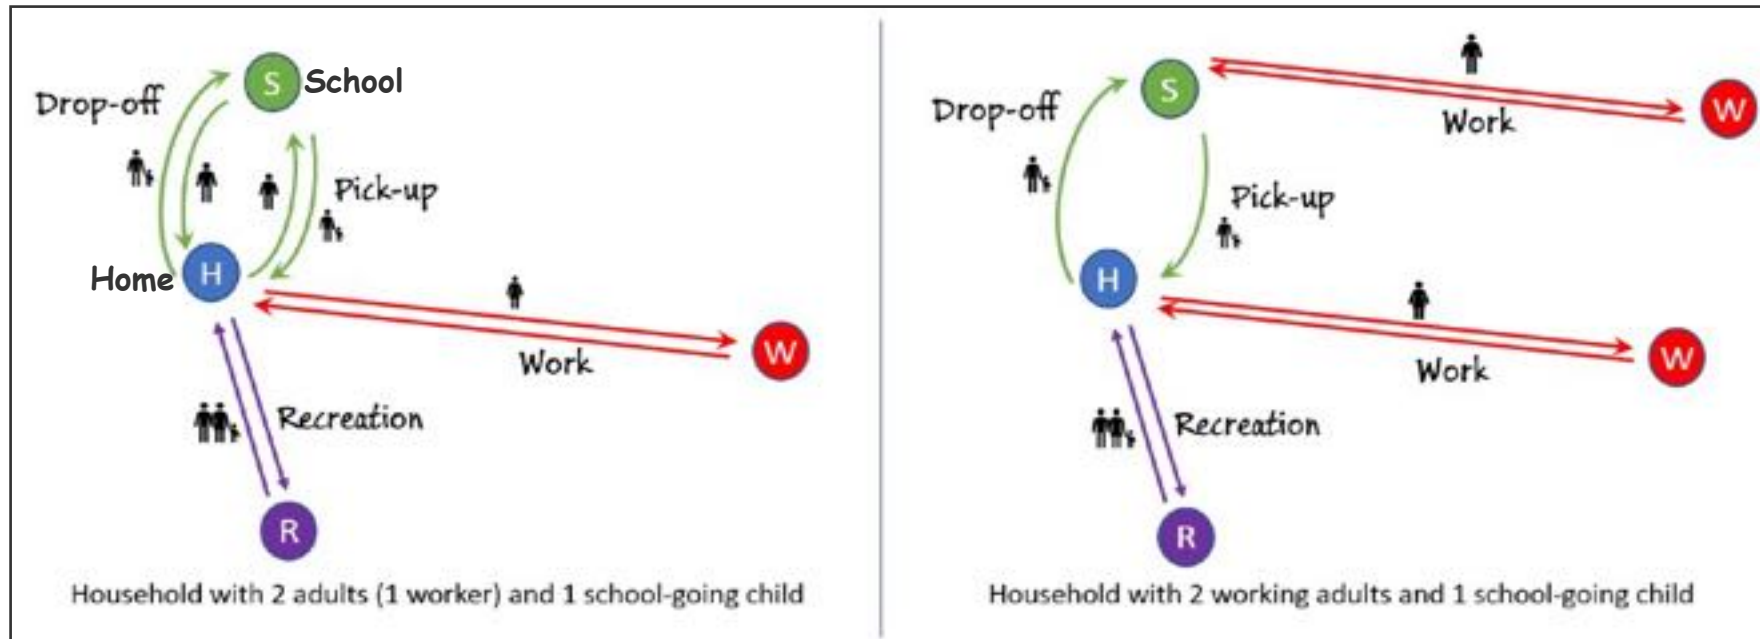 S School
Drop-off
Pick-up
Home H
Work
W
Recreation
R
Household with 2 adults (1 worker) and 1 school-going child
S
Drop-off
Work
W
Pick-up
H
Work
W
Recreation
R
Household with 2 working adults and 1 school-going child